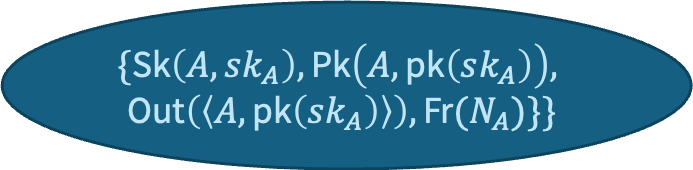 {Sk(𝐴, 𝑠𝑘_𝐴), Pk(𝐴, pk(𝑠𝑘_𝐴)),
Out(⟨𝐴, pk(𝑠𝑘_𝐴)⟩), Fr(𝑁_𝐴)}}